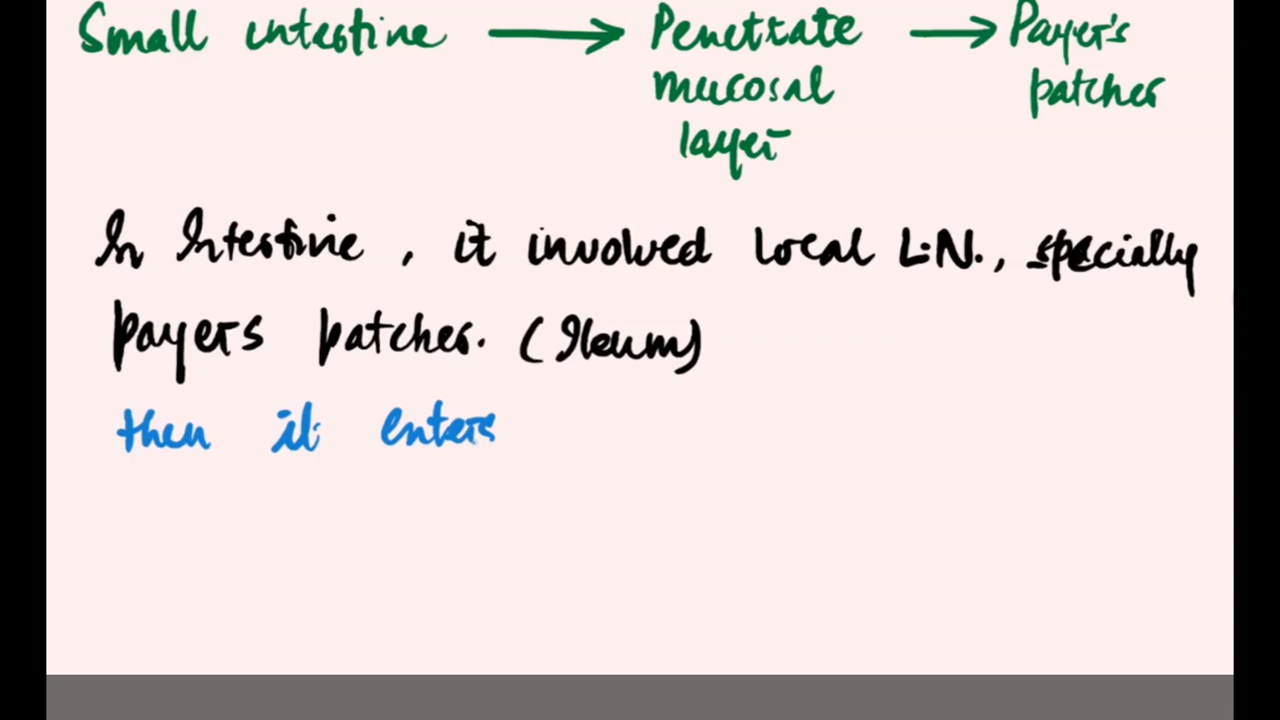 Small intestine → Penetrate → Payer's
mucosal patches
layer
In Intestine, it involved local L.N., specially
payers patches. (Ileum)
then it enters